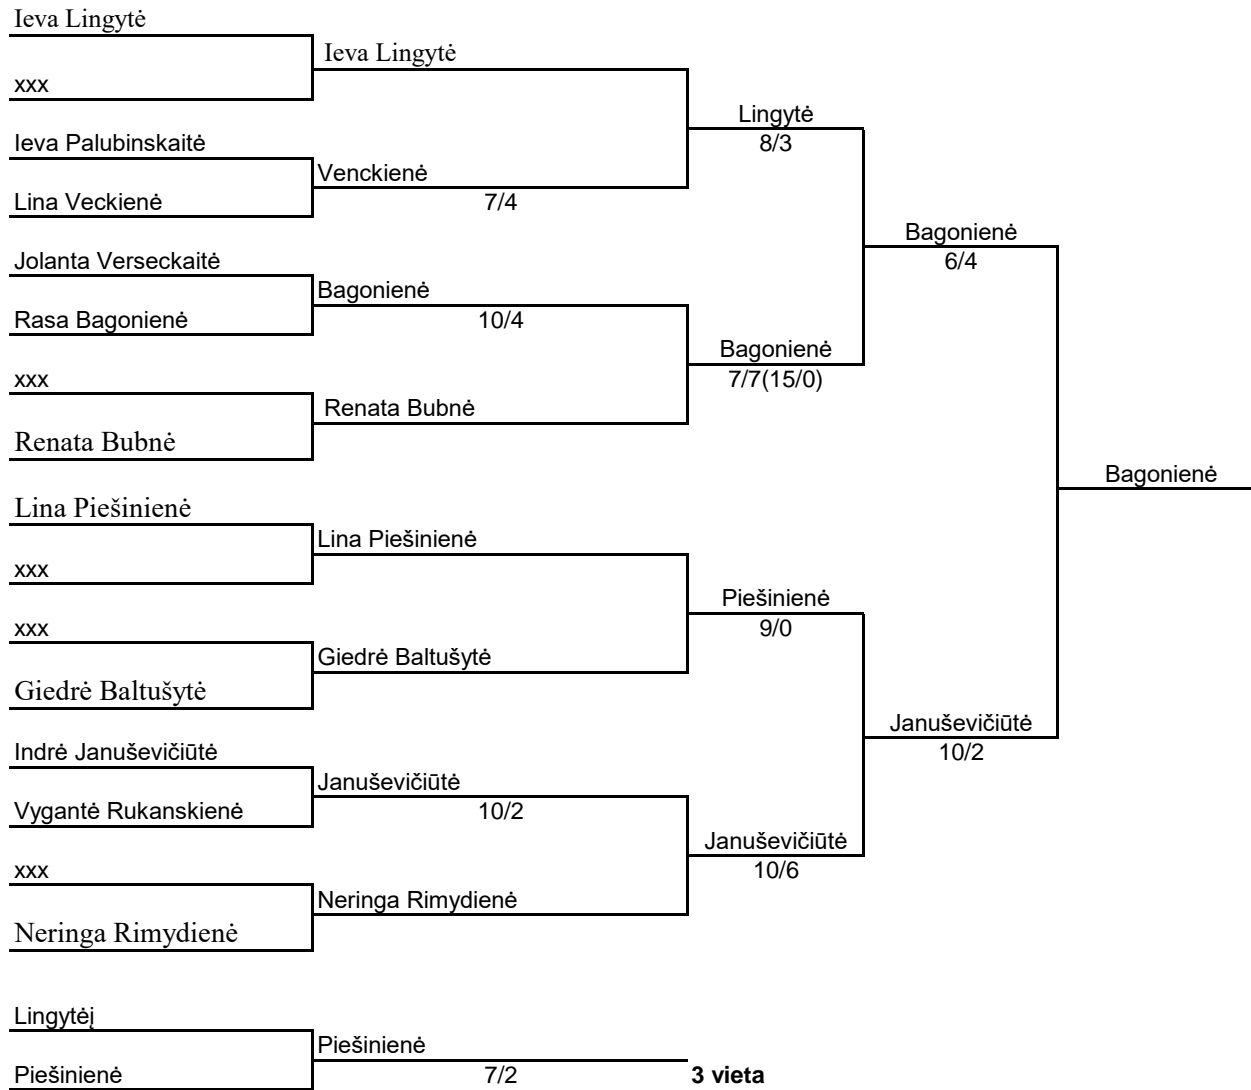 Ieva Lingytė
Ieva Lingytė
xxx
Lingytė
8/3
Ieva Palubinskaitė
Venckienė
Lina Veckienė
7/4
Bagonienė
6/4
Jolanta Verseckaitė
Bagonienė
Rasa Bagonienė
10/4
Bagonienė
7/7(15/0)
xxx
Renata Bubnė
Renata Bubnė
Bagonienė
Lina Piešinienė
Lina Piešinienė
xxx
Piešinienė
9/0
xxx
Giedrė Baltušytė
Giedrė Baltušytė
Januševičiūtė
10/2
Indrė Januševičiūtė
Januševičiūtė
Vygantė Rukanskienė
10/2
Januševičiūtė
10/6
xxx
Neringa Rimydienė
Neringa Rimydienė
Lingytėj
Piešinienė
Piešinienė
7/2
3 vieta